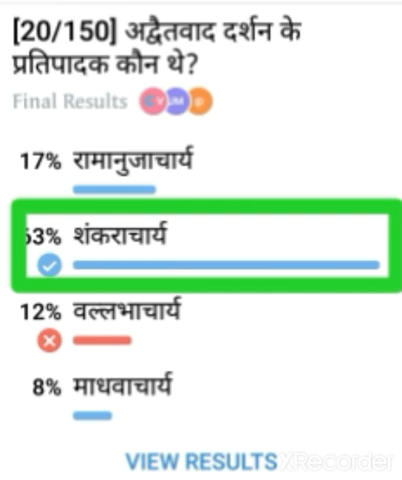 [20/150] अद्वैतवाद दर्शन के
प्रतिपादक कौन थे?
Final Results
17% रामानुजाचार्य
63% शंकराचार्य
12% वल्लभाचार्य
8% माधवाचार्य
VIEW RESULTS XRecorder